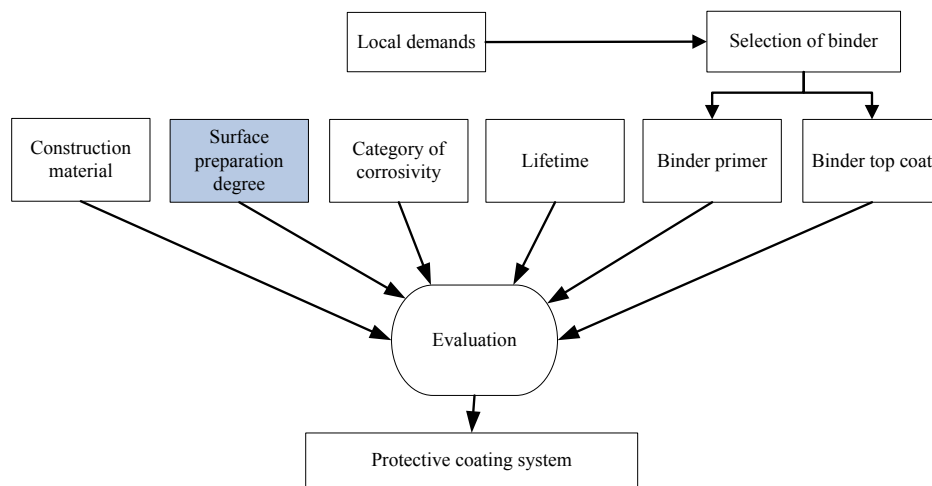 Local demands
Selection of binder
Construction
material
Surface
preparation
degree
Category of
corrosivity
Lifetime
Binder primer
Binder top coat
Evaluation
Protective coating system